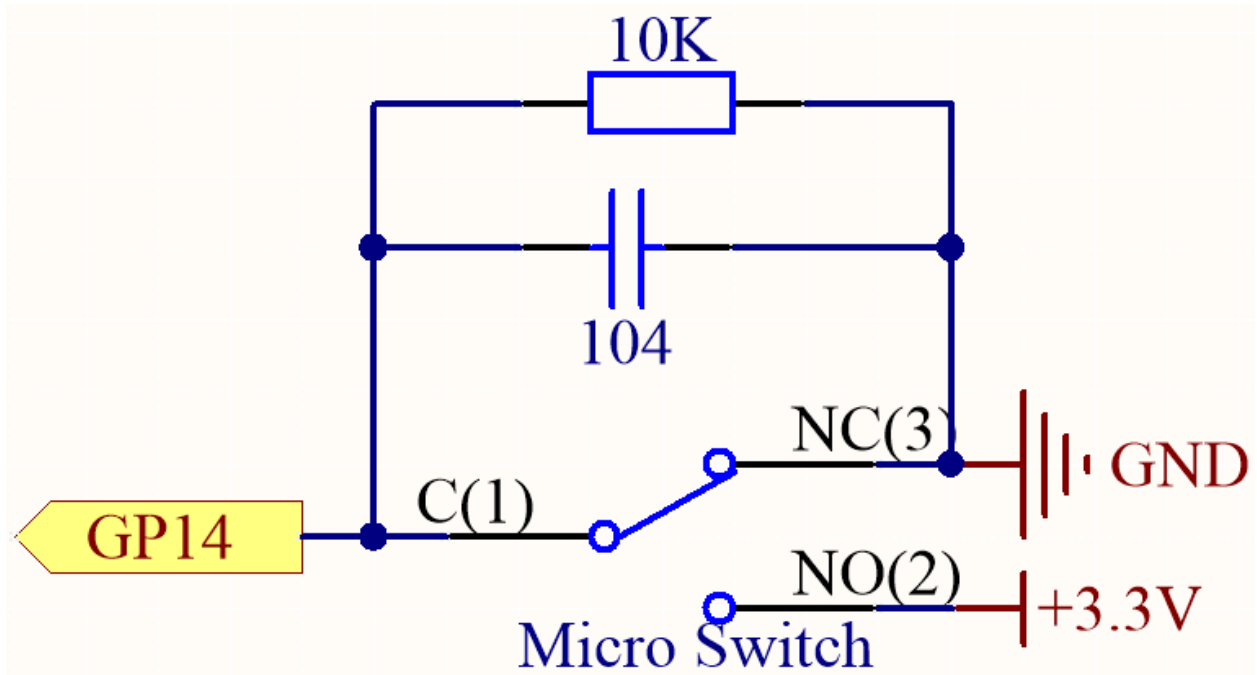 10K
104
NC(3)
GND
C(1)
GP14
NO(2)
+3.3V
Micro Switch